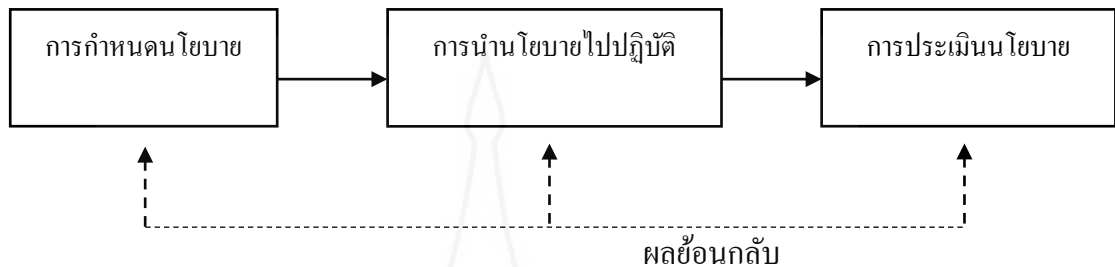 การกำหนดนโยบาย
การนำนโยบายไปปฏิบัติ
การประเมินนโยบาย
ผลย้อนกลับ